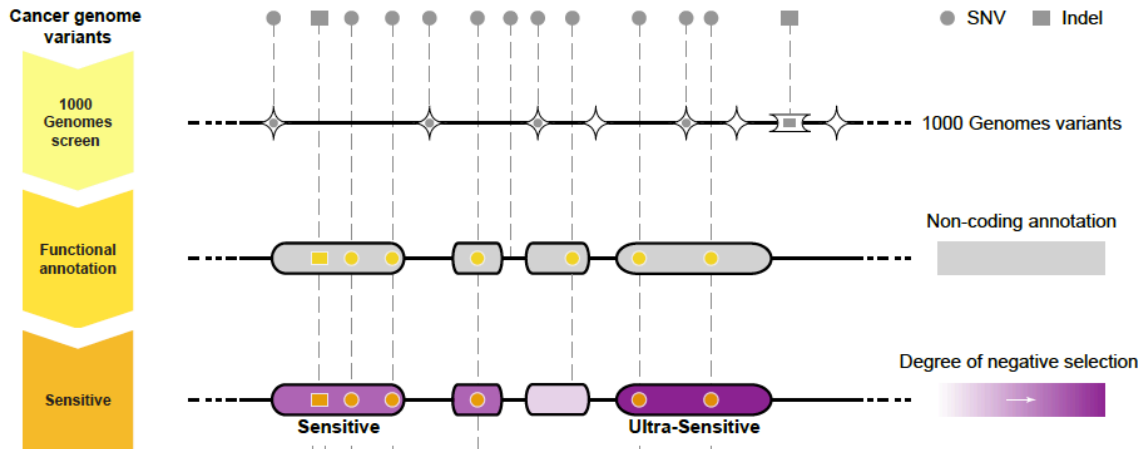 Cancer genome
variants
SNV
Indel
1000
Genomes
screen
1000 Genomes variants
Functional
annotation
Non-coding annotation
Sensitive
Degree of negative selection
Sensitive
Ultra-Sensitive